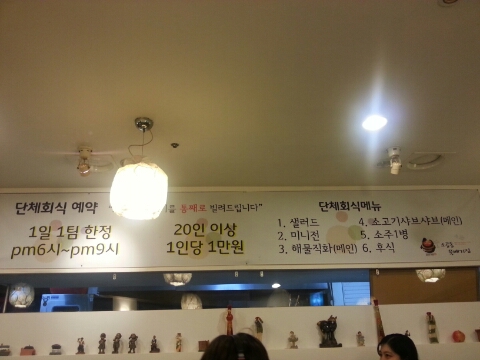 단체회식 예약
를 통째로 빌려드립니다"
1일 1팀 한정
pm6시~pm9시
20인 이상
1인당 1만원
단체회식메뉴
1. 샐러드
2. 미니전
3. 해물직화(메인)
4. 소고기샤브샤브(메인)
5. 소주1병
6. 후식